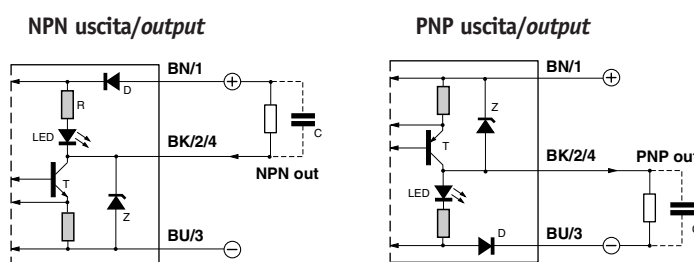 NPN uscita/output
BN/1
D
R
LED
C
BK/2/4
NPN out
T
Z
BU/3
PNP uscita/output
BN/1
Z
T
BK/2/4
PNP out
LED
D
BU/3